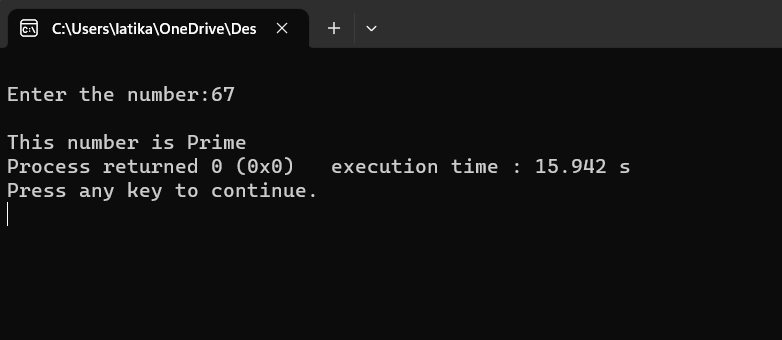 C:\Users\latika\OneDrive\Des
Enter the number:67
This number is Prime
Process returned 0 (0x0)   execution time : 15.942 s
Press any key to continue.